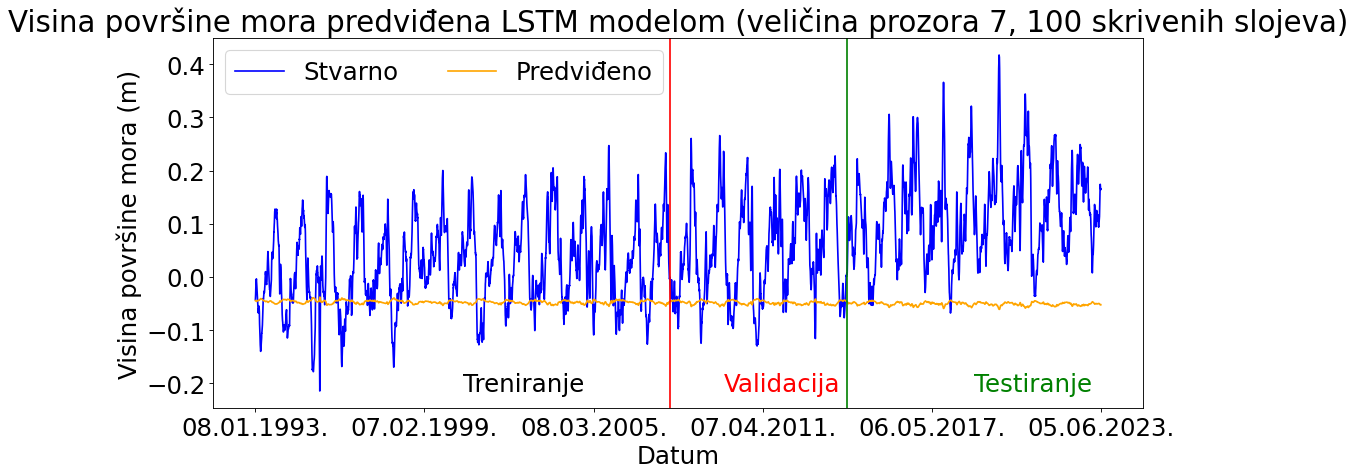 Visina površine mora predviđena LSTM modelom (veličina prozora 7, 100 skrivenih slojeva)
Stvarno
Predviđeno
0.4
0.3
0.2
0.1
0.0
−0.1
−0.2
Visina površine mora (m)
Treniranje
Validacija
Testiranje
08.01.1993.
07.02.1999.
08.03.2005.
07.04.2011.
06.05.2017.
05.06.2023.
Datum